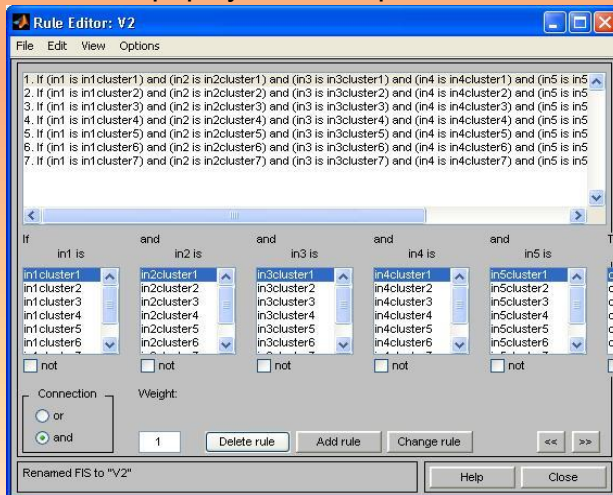 Rule Editor: V2
File Edit View Options
1. If (in1 is in1cluster1) and (in2 is in2cluster1) and (in3 is in3cluster1) and (in4 is in4cluster1) and (in5 is in5
2. If (in1 is in1cluster2) and (in2 is in2cluster2) and (in3 is in3cluster2) and (in4 is in4cluster2) and (in5 is in5
3. If (in1 is in1cluster3) and (in2 is in2cluster3) and (in3 is in3cluster3) and (in4 is in4cluster3) and (in5 is in5
4. If (in1 is in1cluster4) and (in2 is in2cluster4) and (in3 is in3cluster4) and (in4 is in4cluster4) and (in5 is in5
5. If (in1 is in1cluster5) and (in2 is in2cluster5) and (in3 is in3cluster5) and (in4 is in4cluster5) and (in5 is in5
6. If (in1 is in1cluster6) and (in2 is in2cluster6) and (in3 is in3cluster6) and (in4 is in4cluster6) and (in5 is in5
7. If (in1 is in1cluster7) and (in2 is in2cluster7) and (in3 is in3cluster7) and (in4 is in4cluster7) and (in5 is in5
If and and and and
in1 is in2 is in3 is in4 is in5 is
in1cluster1 in2cluster1 in3cluster1 in4cluster1 in5cluster1
in1cluster2 in2cluster2 in3cluster2 in4cluster2 in5cluster2
in1cluster3 in2cluster3 in3cluster3 in4cluster3 in5cluster3
in1cluster4 in2cluster4 in3cluster4 in4cluster4 in5cluster4
in1cluster5 in2cluster5 in3cluster5 in4cluster5 in5cluster5
in1cluster6 in2cluster6 in3cluster6 in4cluster6 in5cluster6
not not not not not
Connection Weight:
or
and 1 Delete rule Add rule Change rule << >>
Renamed FIS to "V2" Help Close